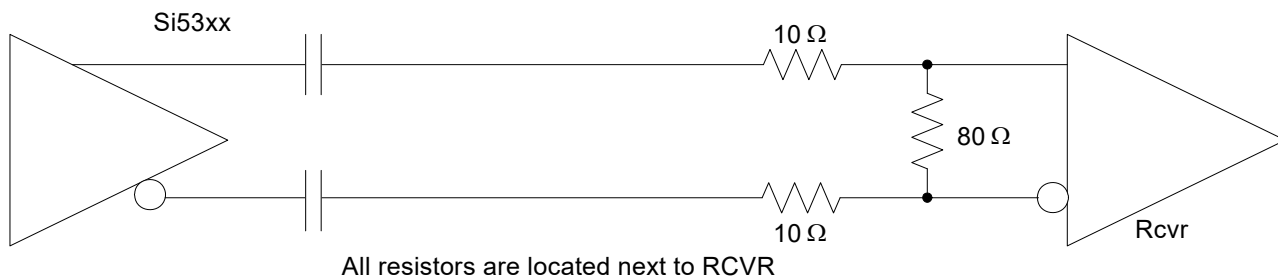 Si53xx
10 Ω
80 Ω
10 Ω
Rcvr
All resistors are located next to RCVR